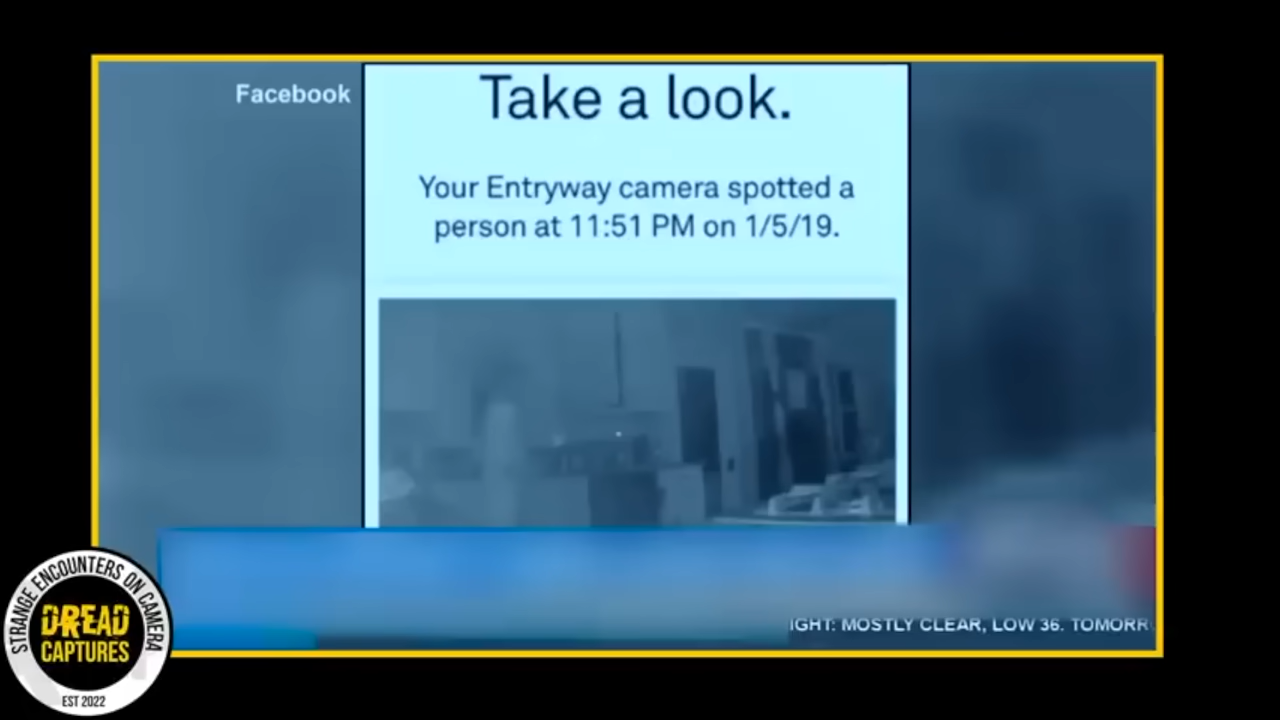 Facebook
Take a look.
Your Entryway camera spotted a
person at 11:51 PM on 1/5/19.
IGHT: MOSTLY CLEAR, LOW 36. TOMORR
STRANGE ENCOUNTERS ON CAMERA
DREAD
CAPTURES
EST 2022